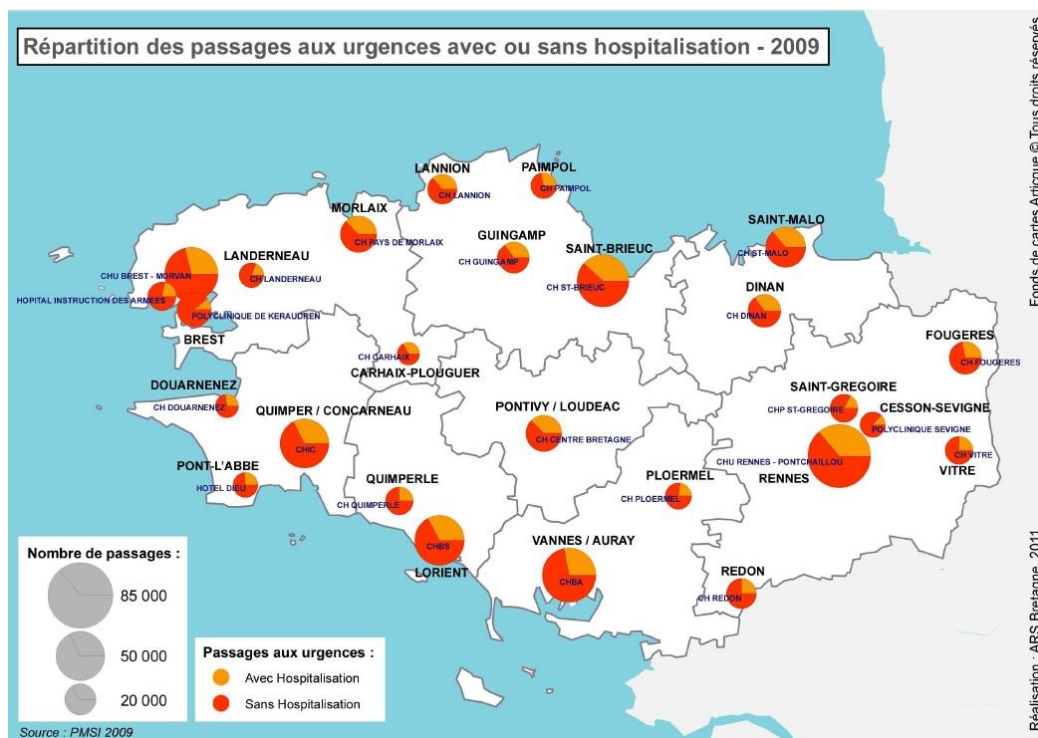 Répartition des passages aux urgences avec ou sans hospitalisation - 2009
Fonds de cartes Articque © Tous droits réservés
LANNION
CH LANNION
PAIMPOL
CH PAIMPOL
MORLAIX
CH PAYS DE MORLAIX
GUINGAMP
CH GUINGAMP
SAINT-BRIEUC
CH ST-BRIEUC
SAINT-MALO
CH ST-MALO
LANDERNEAU
CH LANDERNEAU
CHU BREST - MORVAN
HOPITAL INSTRUCTION DES ARMEES
POLYCLINIQUE DE KERAUDREN
BREST
DINAN
CH DINAN
FOUGERES
CH FOUGERES
CH CARHAIX
CARHAIX-PLOUGUER
DOUARNENEZ
CH DOUARNENEZ
QUIMPER / CONCARNEAU
CHIC
PONTIVY / LOUDEAC
CH CENTRE BRETAGNE
SAINT-GREGOIRE
CHP ST-GREGOIRE
CESSON-SEVIGNE
POLYCLINIQUE SEVIGNE
CHU RENNES - PONTCHAILLOU
RENNES
CH VITRE
VITRE
PONT-L'ABBE
HOTEL DIEU
QUIMPERLE
CH QUIMPERLE
PLOERMEL
CH PLOERMEL
CHBS
LORIENT
VANNES / AURAY
CHBA
REDON
CH REDON
Nombre de passages :
85 000
50 000
20 000
Passages aux urgences :
Avec Hospitalisation
Sans Hospitalisation
Source : PMSI 2009
Réalisation : ARS Bretagne, 2011